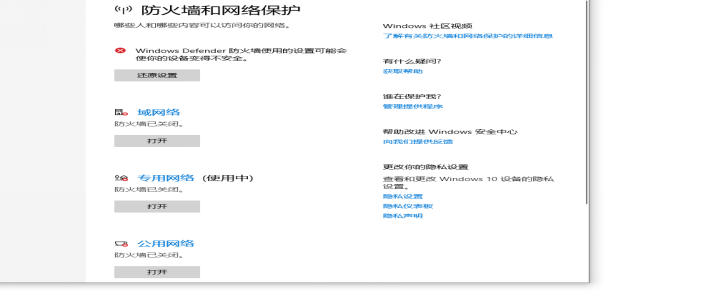 防火墙和网络保护
哪些人和哪些内容可以访问你的网络。
Windows Defender 防火墙使用的设置可能会
使你的设备变得不安全。
还原设置
域网络
防火墙已关闭。
打开
专用网络 (使用中)
防火墙已关闭。
打开
公用网络
防火墙已关闭。
打开
Windows 社区视频
了解有关防火墙和网络保护的详细信息
有什么疑问?
获取帮助
谁在保护我?
管理提供程序
帮助改进 Windows 安全中心
向我们提供反馈
更改你的隐私设置
查看和更改 Windows 10 设备的隐私
设置。
隐私设置
隐私仪表板
隐私声明